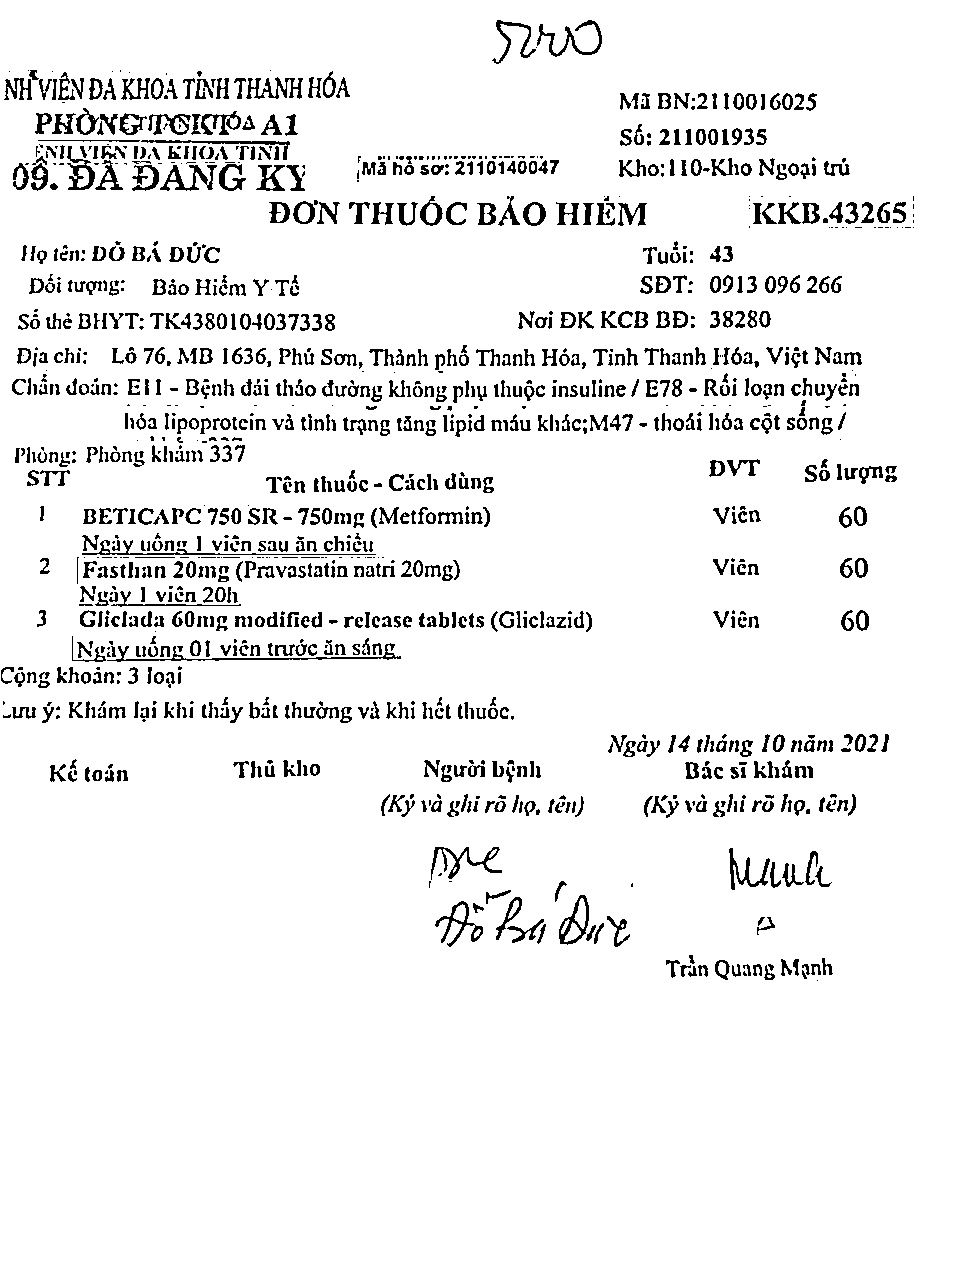 NH VIỆN ĐA KHOA TỈNH THANH HÓA
Mã BN:2110016025
A1
Số: 211001935
ỆNH VIỆN ĐA KHOA TỈNH
Mã hồ sơ: 2110140047
Kho:110-Kho Ngoại trú
09. ĐÃ ĐĂNG KÝ
ĐƠN THUỐC BẢO HIỂM
KKB.43265
Họ tên: ĐỖ BÁ ĐỨC
Tuổi: 43
Đối tượng: Bảo Hiểm Y Tế
SĐT: 0913 096 266
Số thẻ BHYT: TK4380104037338
Nơi ĐK KCB BĐ: 38280
Địa chỉ: Lô 76, MB 1636, Phú Sơn, Thành phố Thanh Hóa, Tỉnh Thanh Hóa, Việt Nam
Chẩn đoán: E11 - Bệnh đái tháo đường không phụ thuộc insuline / E78 - Rối loạn chuyển
hóa lipoprotein và tình trạng tăng lipid máu khác;M47 - thoái hóa cột sống /
Phòng: Phòng khám 337
STT Tên thuốc - Cách dùng ĐVT Số lượng
1 BETICAPC 750 SR - 750mg (Metformin) Viên 60
Ngày uống 1 viên sau ăn chiều
2 Fasthan 20mg (Pravastatin natri 20mg) Viên 60
Ngày 1 viên 20h
3 Gliclada 60mg modified - release tablets (Gliclazid) Viên 60
Ngày uống 01 viên trước ăn sáng
Cộng khoản: 3 loại
Lưu ý: Khám lại khi thấy bất thường và khi hết thuốc.
Ngày 14 tháng 10 năm 2021
Kế toán Thủ kho Người bệnh Bác sĩ khám
(Ký và ghi rõ họ, tên) (Ký và ghi rõ họ, tên)
Đỗ Bá Đức
Trần Quang Mạnh